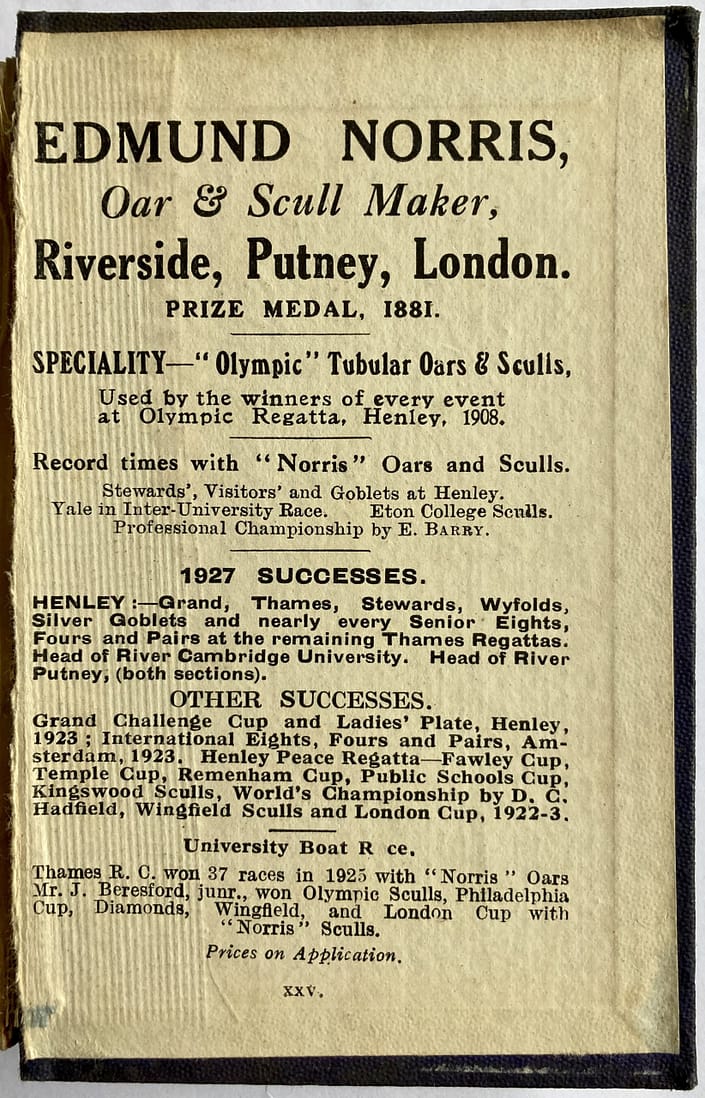 EDMUND NORRIS,
Oar & Scull Maker,
Riverside, Putney, London.
PRIZE MEDAL, 1881.
SPECIALITY—“Olympic” Tubular Oars & Sculls,
Used by the winners of every event
at Olympic Regatta, Henley, 1908.
Record times with “Norris” Oars and Sculls.
Stewards’, Visitors’ and Goblets at Henley.
Yale in Inter-University Race. Eton College Sculls.
Professional Championship by E. BARRY.
1927 SUCCESSES.
HENLEY :—Grand, Thames, Stewards, Wyfolds,
Silver Goblets and nearly every Senior Eights,
Fours and Pairs at the remaining Thames Regattas.
Head of River Cambridge University. Head of River
Putney, (both sections).
OTHER SUCCESSES.
Grand Challenge Cup and Ladies’ Plate, Henley,
1923 ; International Eights, Fours and Pairs, Am-
sterdam, 1923. Henley Peace Regatta—Fawley Cup,
Temple Cup, Remenham Cup, Public Schools Cup,
Kingswood Sculls, World’s Championship by D. C.
Hadfield, Wingfield Sculls and London Cup, 1922-3.
University Boat R ce.
Thames R. C. won 37 races in 1925 with “Norris” Oars
Mr. J. Beresford, junr., won Olympic Sculls, Philadelphia
Cup, Diamonds, Wingfield, and London Cup with
“Norris” Sculls.
Prices on Application.
XXV.